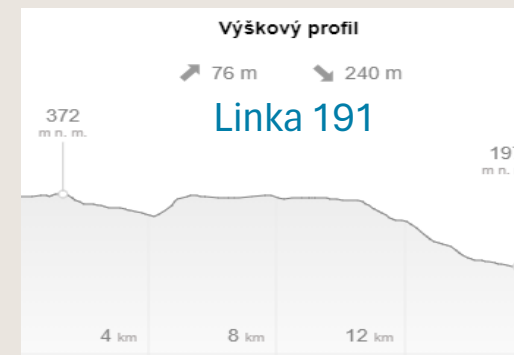 Výškový profil
76 m 240 m
Linka 191
372
m n. m.
m n.
4 km 8 km 12 km